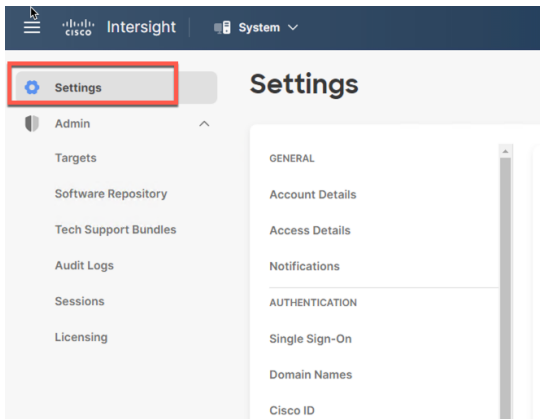 cisco Intersight System
Settings
Admin
Targets
Software Repository
Tech Support Bundles
Audit Logs
Sessions
Licensing
Settings
GENERAL
Account Details
Access Details
Notifications
AUTHENTICATION
Single Sign-On
Domain Names
Cisco ID